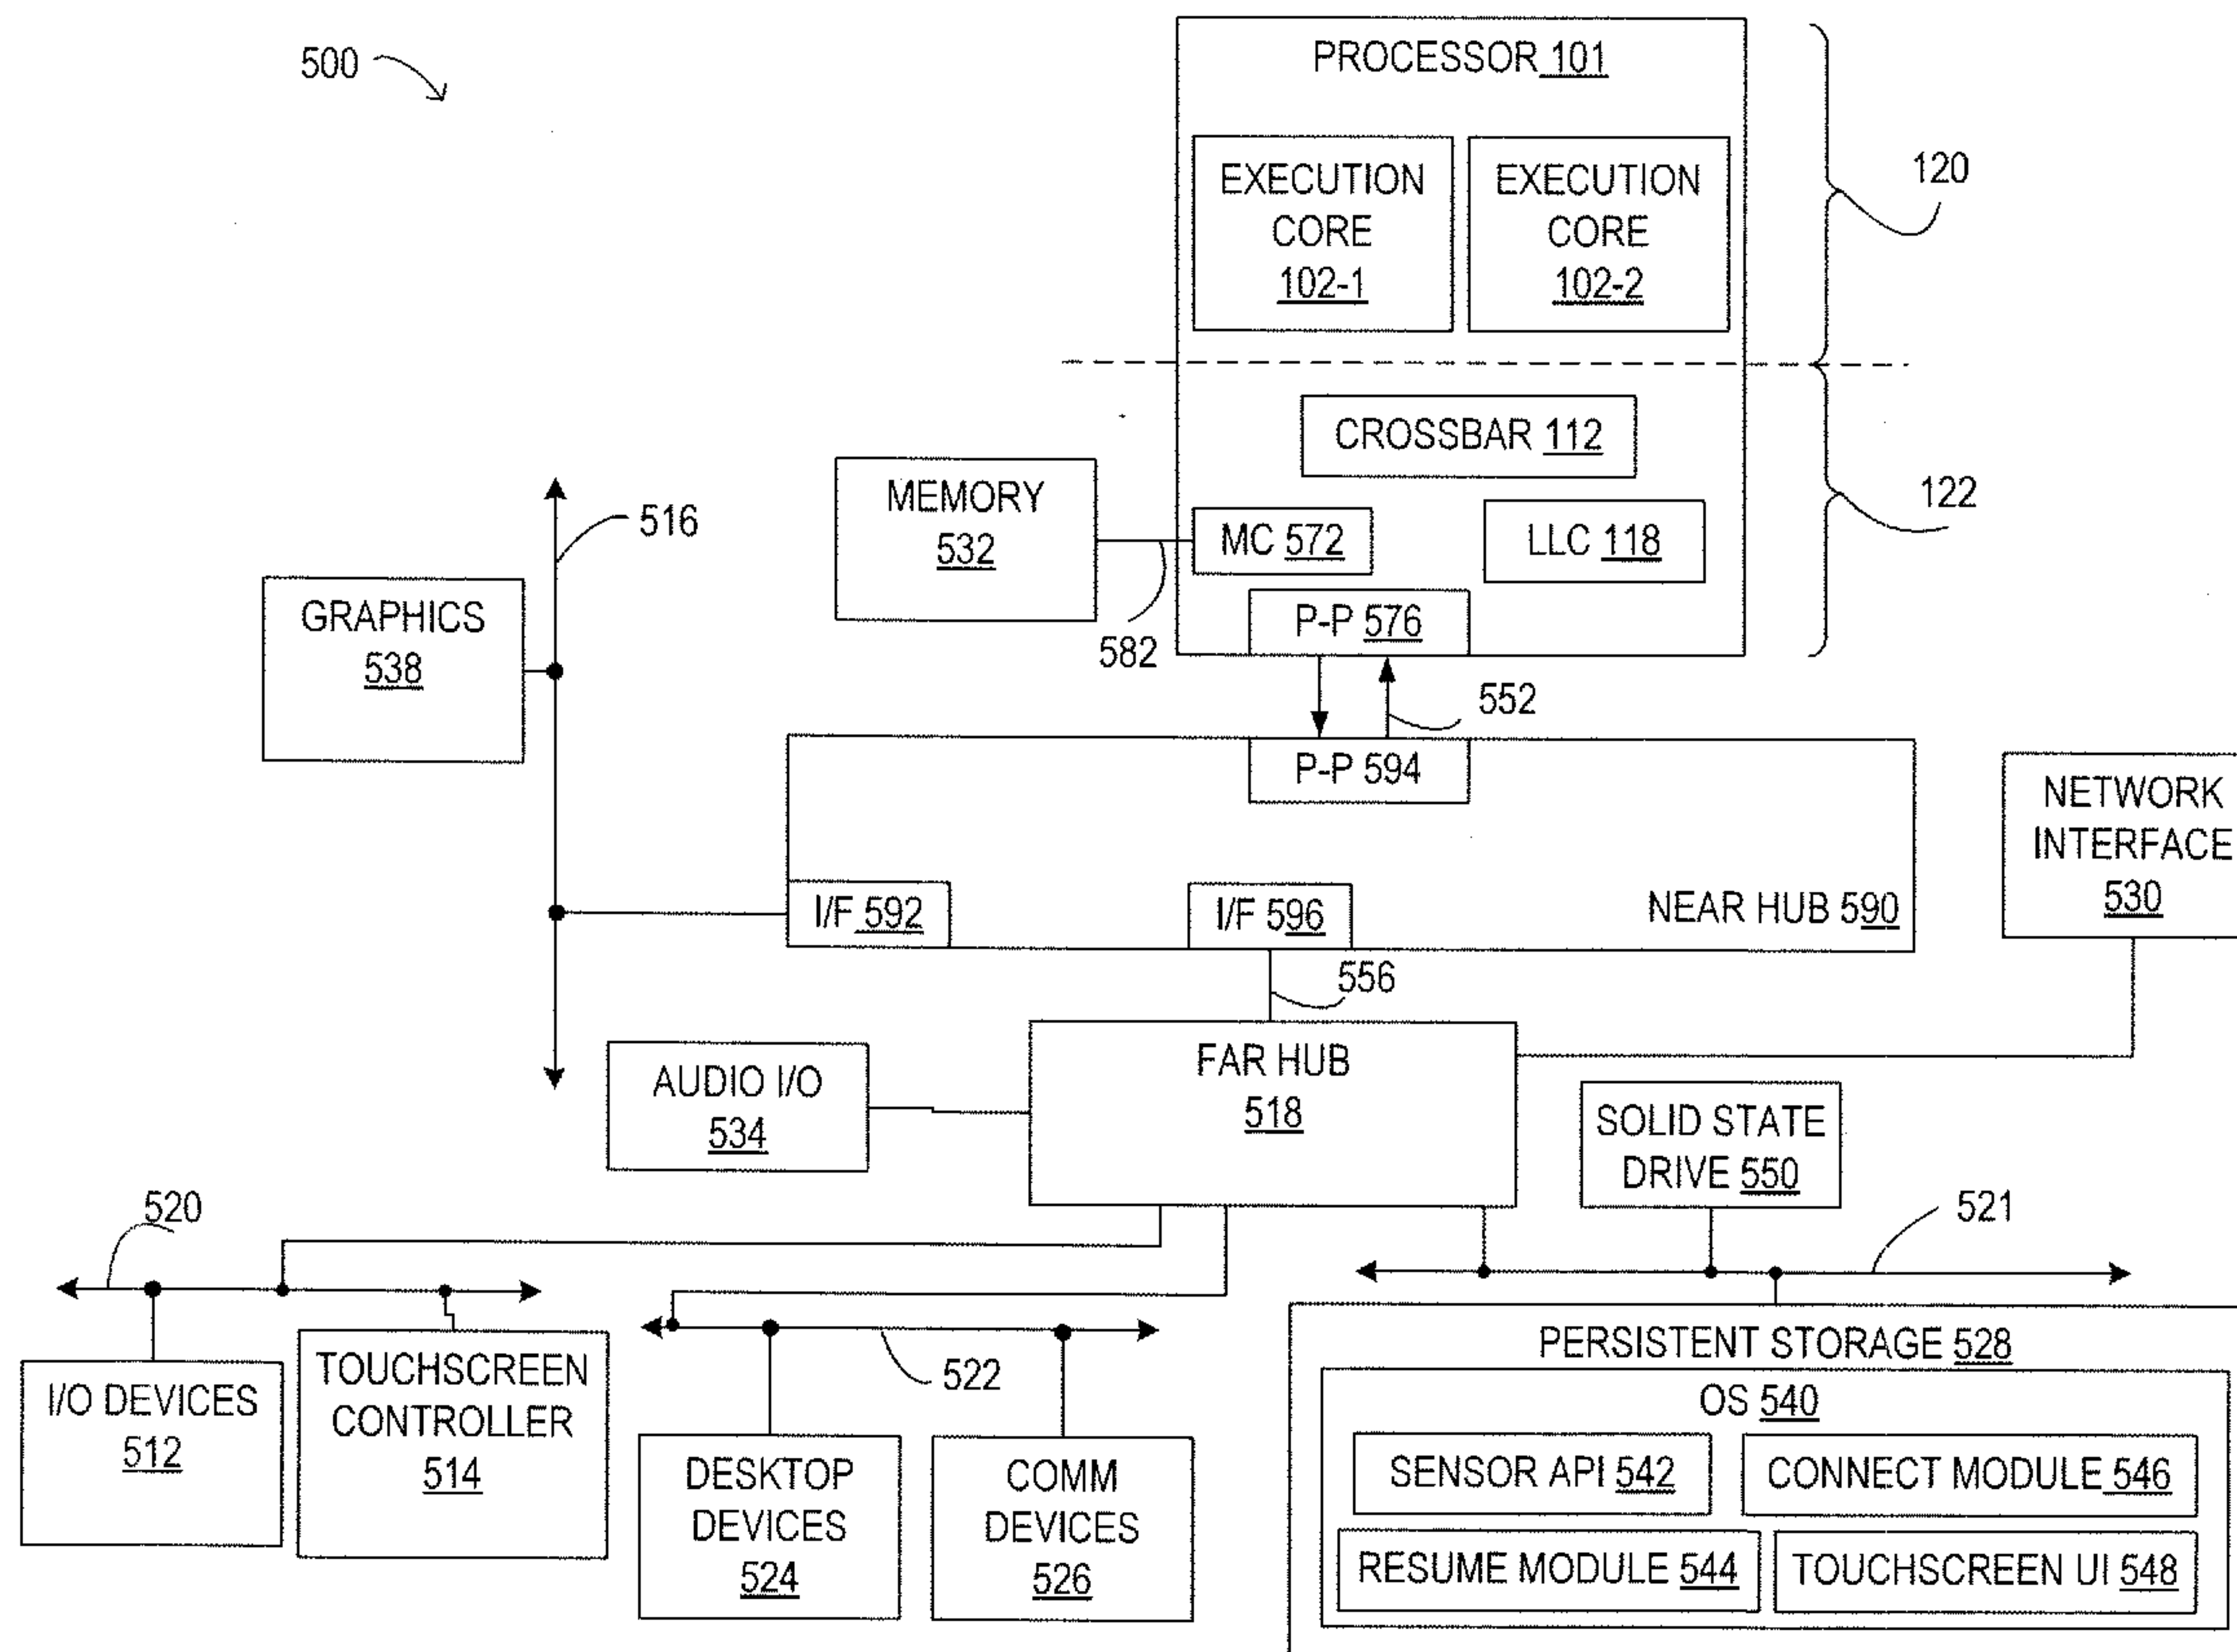 500
PROCESSOR 101
EXECUTION
CORE
102-1
EXECUTION
CORE
102-2
120
CROSSBAR 112
MEMORY
532
MC 572
LLC 118
122
516
582
P-P 576
GRAPHICS
538
552
P-P 594
NETWORK
INTERFACE
530
I/F 592
I/F 596
NEAR HUB 590
556
FAR HUB
518
AUDIO I/O
534
SOLID STATE
DRIVE 550
520
521
I/O DEVICES
512
TOUCHSCREEN
CONTROLLER
514
522
DESKTOP
DEVICES
524
COMM
DEVICES
526
PERSISTENT STORAGE 528
OS 540
SENSOR API 542
CONNECT MODULE 546
RESUME MODULE 544
TOUCHSCREEN UI 548